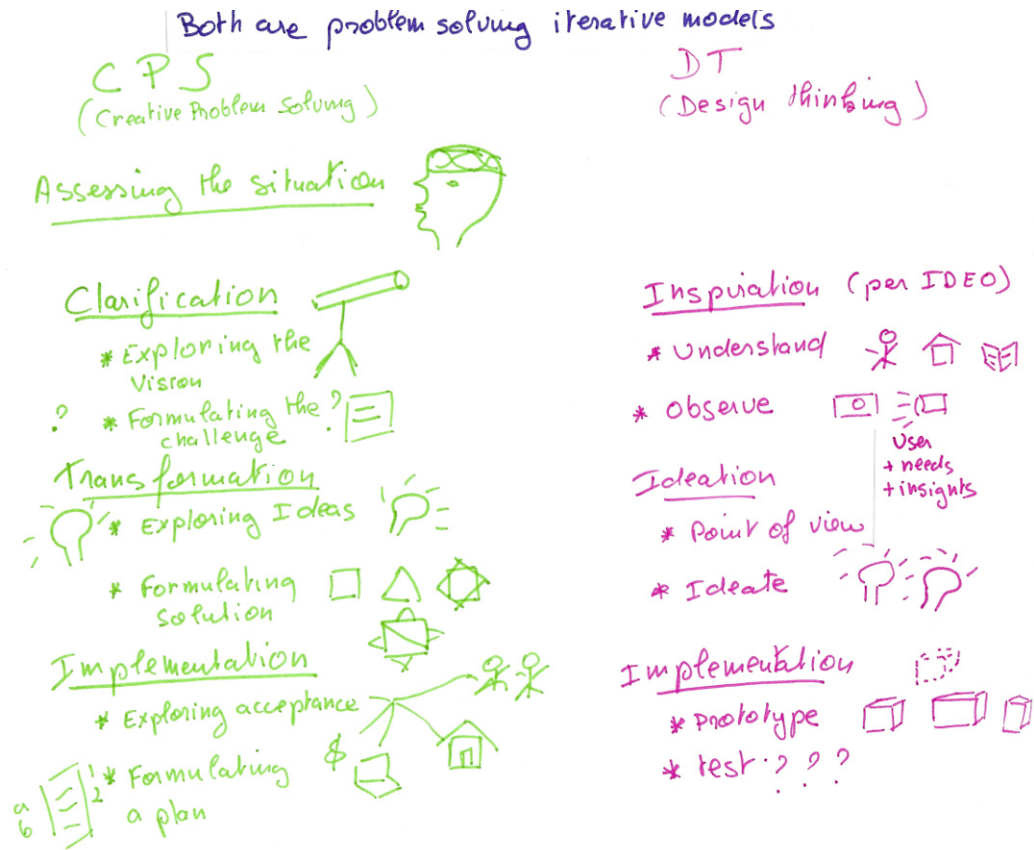 Both are problem solving iterative models
CPS
(Creative Problem Solving)
Assessing the situation
Clarification
* Exploring the
Vision
? * Formulating the ?
challenge
Transformation
* Exploring Ideas
* Formulating
solution
Implementation
* Exploring acceptance
$
* Formulating
a plan
1
2
a
b
DT
(Design thinking)
Inspiration (per IDEO)
* Understand
* Observe
User
+ needs
+ insights
Ideation
* Point of view
* Ideate
Implementation
* Prototype
* test ? ? ?